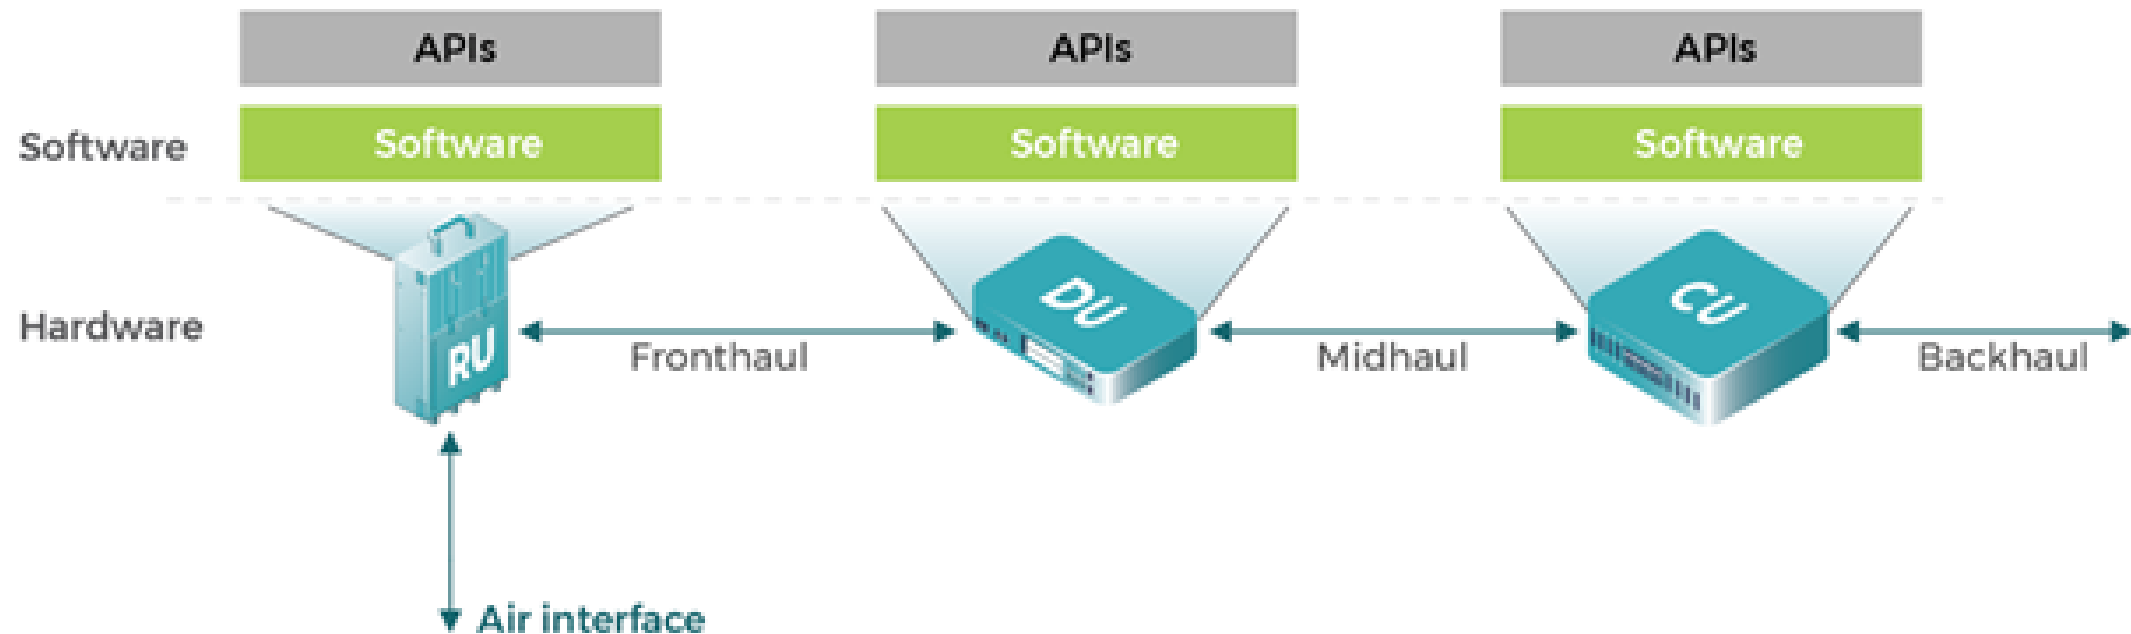 APIs
APIs
APIs
Software
Software
Software
Software
Hardware
RU
Fronthaul
DU
Midhaul
CU
Backhaul
Air interface